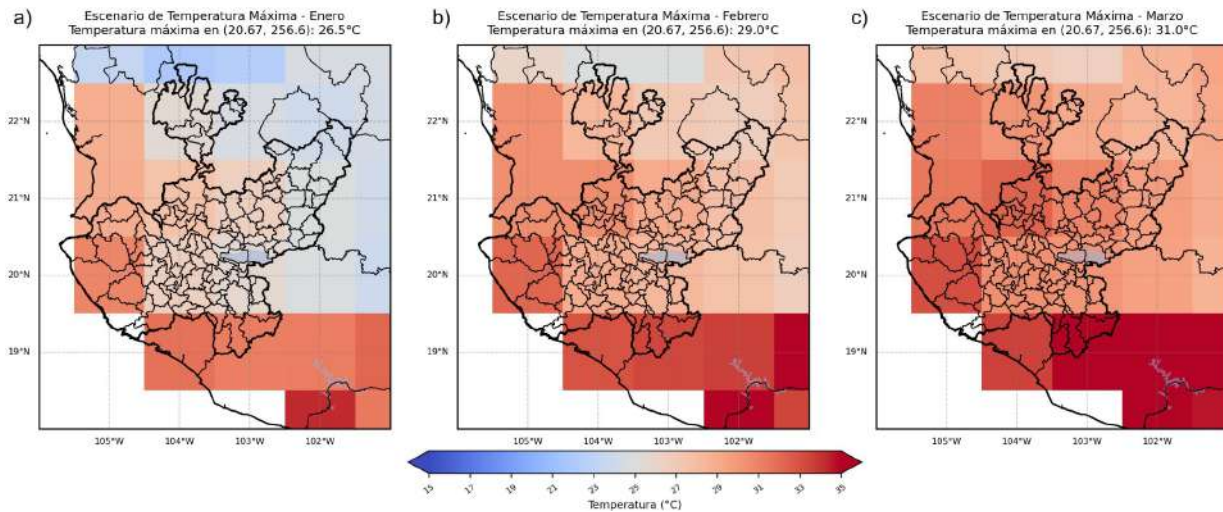 a)
Escenario de Temperatura Máxima - Enero
Temperatura máxima en (20.67, 256.6): 26.5°C
22°N
21°N
20°N
19°N
105°W
104°W
103°W
102°W
b)
Escenario de Temperatura Máxima - Febrero
Temperatura máxima en (20.67, 256.6): 29.0°C
22°N
21°N
20°N
19°N
105°W
104°W
103°W
102°W
c)
Escenario de Temperatura Máxima - Marzo
Temperatura máxima en (20.67, 256.6): 31.0°C
22°N
21°N
20°N
19°N
105°W
104°W
103°W
102°W
15 17 19 21 23 25 27 29 31 33 35
Temperatura (°C)